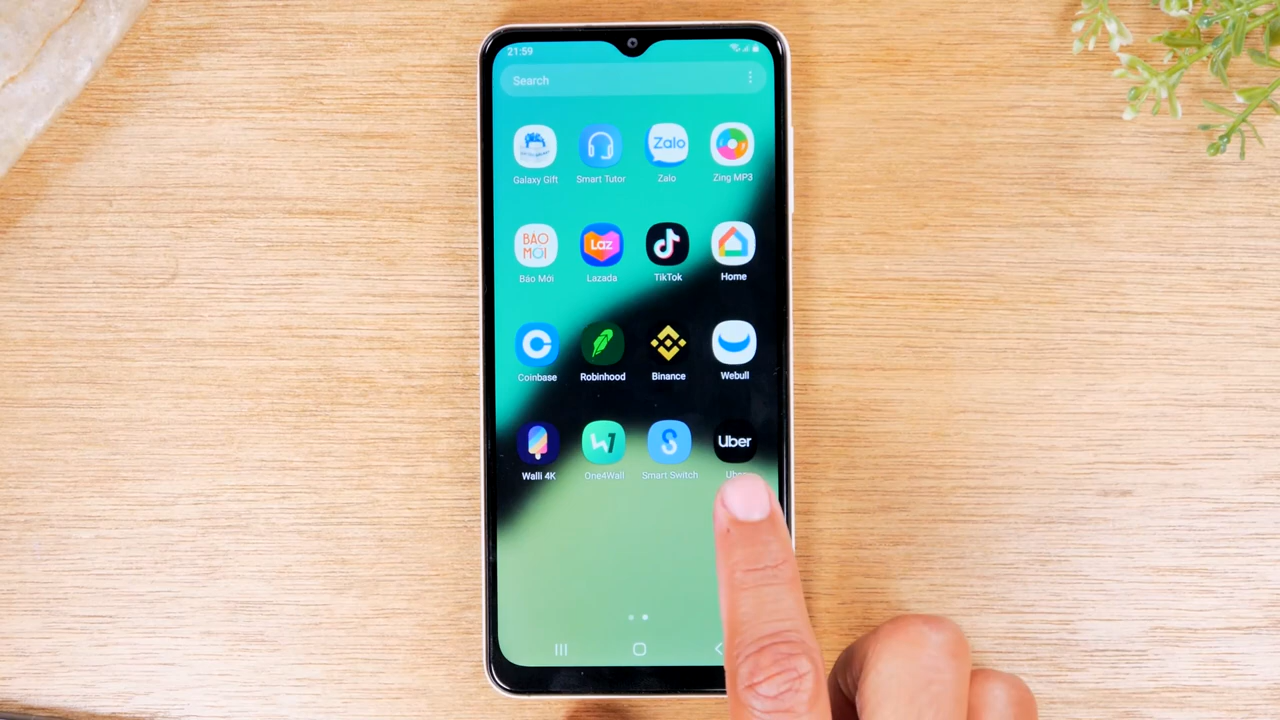 21:59
Search
Zalo
Galaxy Gift
Smart Tutor
Zalo
Zing MP3
BÁO
MỚI
Laz
Báo Mới
Lazada
TikTok
Home
Coinbase
Robinhood
Binance
Webull
Uber
Walli 4K
One4Wall
Smart Switch